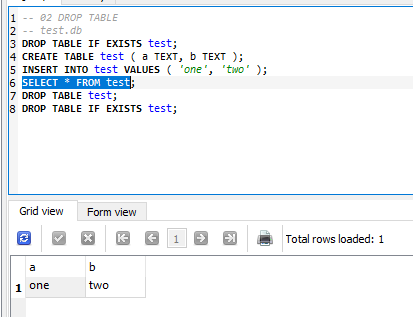 1 -- 02 DROP TABLE
2 -- test.db
3 DROP TABLE IF EXISTS test;
4 CREATE TABLE test ( a TEXT, b TEXT );
5 INSERT INTO test VALUES ( 'one', 'two' );
6 SELECT * FROM test;
7 DROP TABLE test;
8 DROP TABLE IF EXISTS test;
Grid view Form view
1 Total rows loaded: 1
a b
1 one two